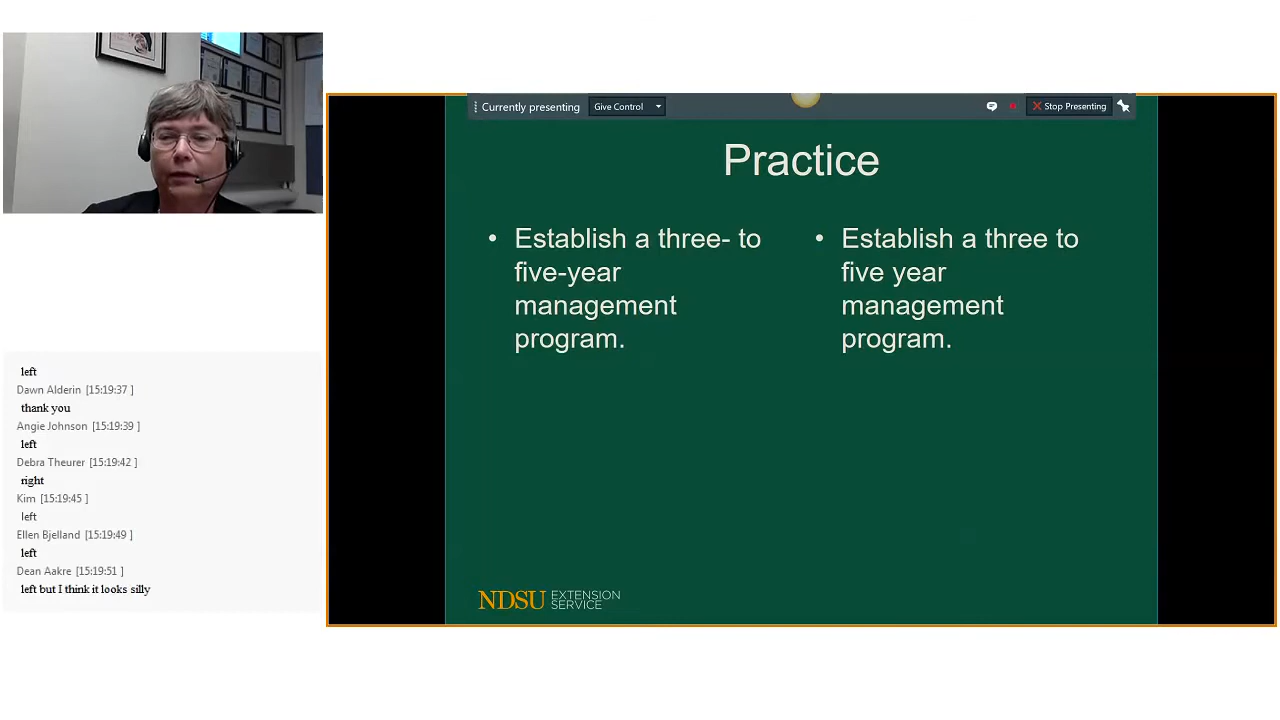 Currently presenting Give Control Stop Presenting
Practice
• Establish a three- to
five-year
management
program.
• Establish a three to
five year
management
program.
NDSU EXTENSION
SERVICE
left
Dawn Alderin [15:19:37 ]
thank you
Angie Johnson [15:19:39 ]
left
Debra Theurer [15:19:42 ]
right
Kim [15:19:45 ]
left
Ellen Bjelland [15:19:49 ]
left
Dean Aakre [15:19:51 ]
left but I think it looks silly